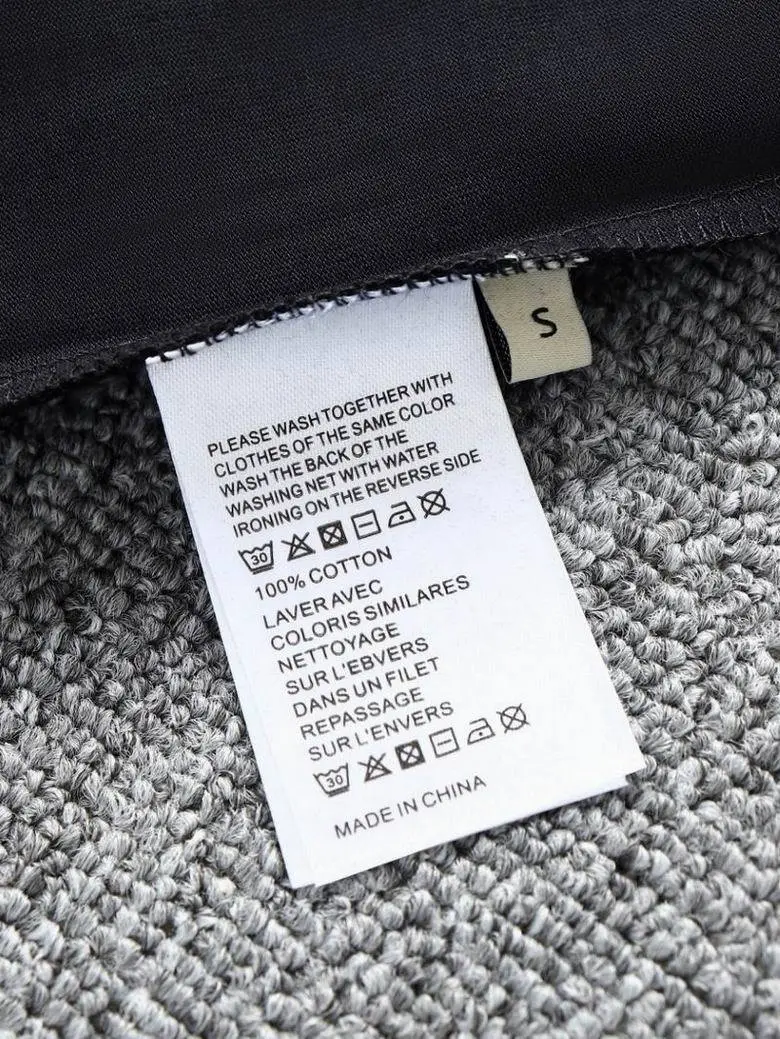 S
PLEASE WASH TOGETHER WITH
CLOTHES OF THE SAME COLOR
WASH THE BACK OF THE
WASHING NET WITH WATER
IRONING ON THE REVERSE SIDE
30
100% COTTON
LAVER AVEC
COLORIS SIMILARES
NETTOYAGE
SUR L'EBVERS
DANS UN FILET
REPASSAGE
SUR L'ENVERS
30
MADE IN CHINA